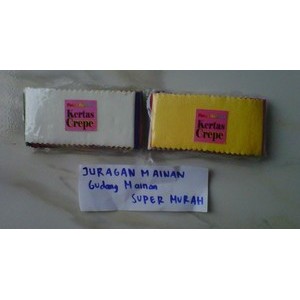 Kertas
Crepe
Kertas
Crepe
JURAGAN MAINAN
Gudang Mainan
SUPER MURAH